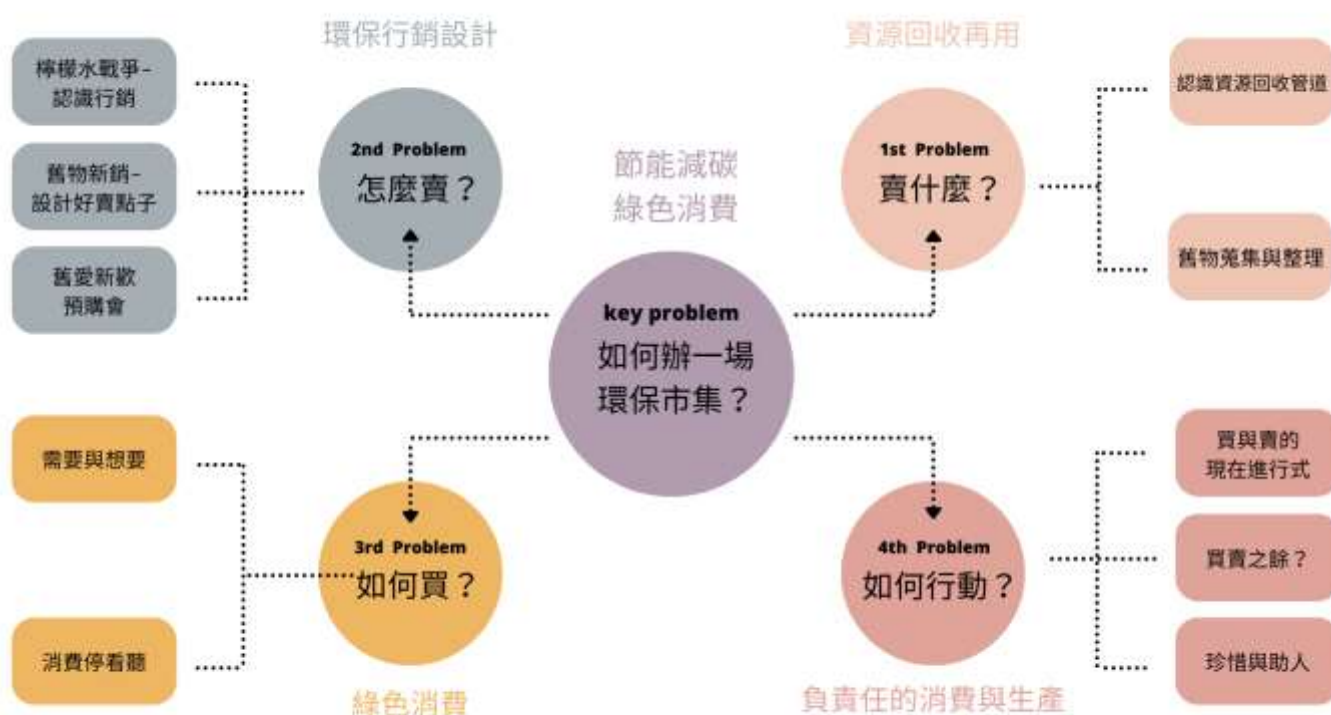 環保行銷設計
資源回收再用
檸檬水戰爭-
認識行銷
舊物新銷-
設計好賣點子
舊愛新歡
預購會
2nd Problem
怎麼賣？
節能減碳
綠色消費
1st Problem
賣什麼？
認識資源回收管道
舊物蒐集與整理
key problem
如何辦一場
環保市集？
需要與想要
消費停看聽
3rd Problem
如何買？
綠色消費
4th Problem
如何行動？
負責任的消費與生產
買與賣的
現在進行式
買賣之餘？
珍惜與助人